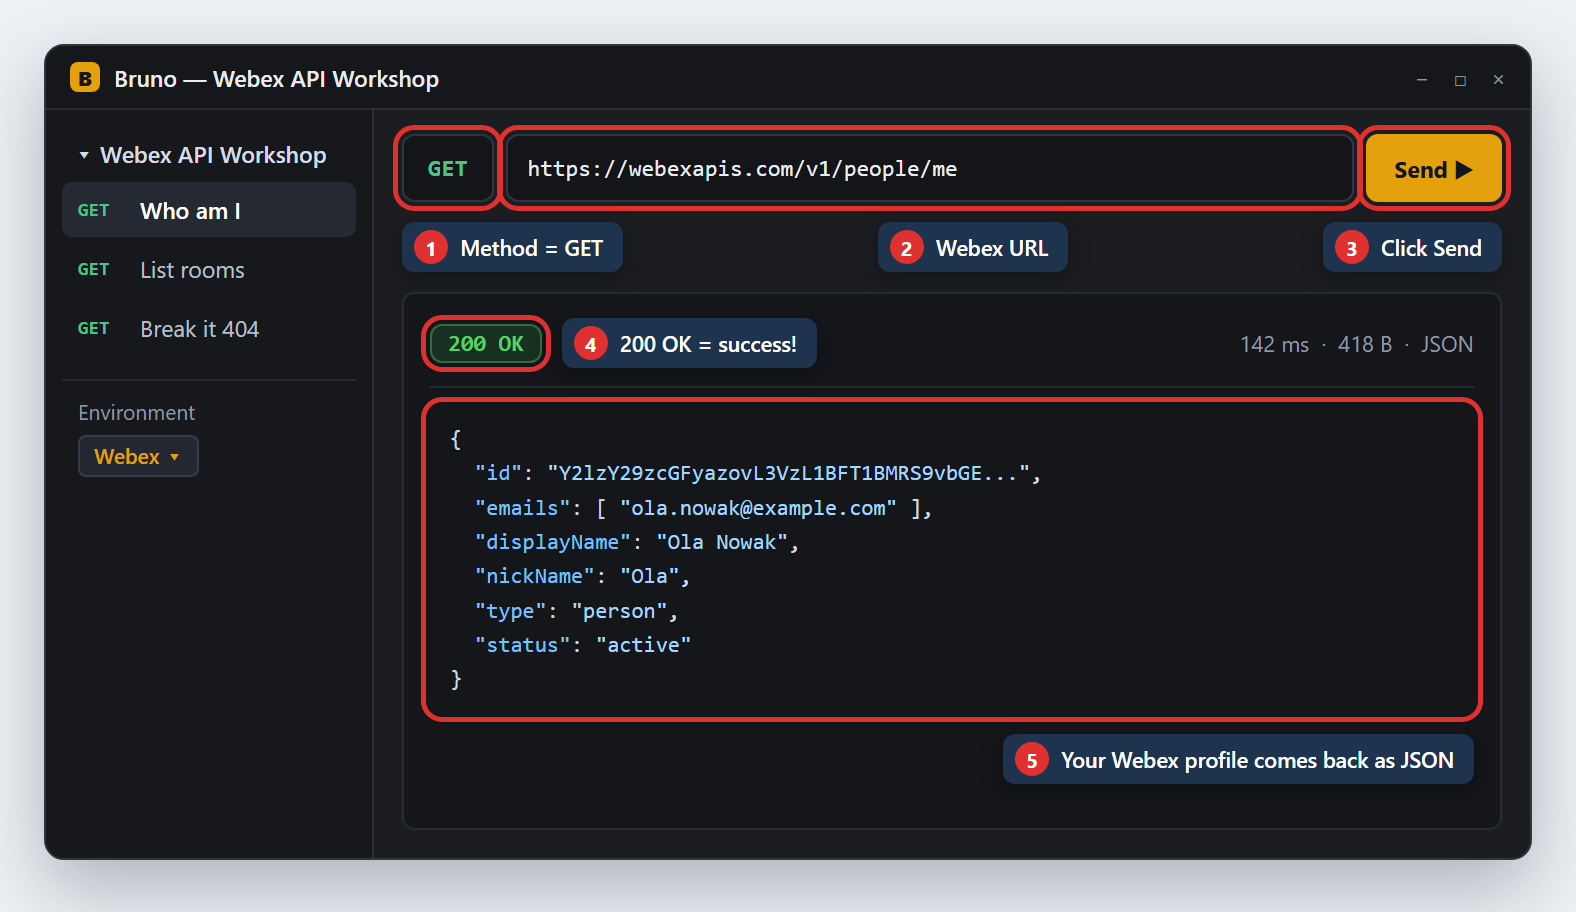 B Bruno — Webex API Workshop
Webex API Workshop
GET Who am I
GET List rooms
GET Break it 404
Environment
Webex
GET https://webexapis.com/v1/people/me Send
1 Method = GET
2 Webex URL
3 Click Send
200 OK
4 200 OK = success!
142 ms · 418 B · JSON
{
"id": "Y2lzY29zcGFyazovL3VzL1BFT1BMRS9vbGE...",
"emails": [ "ola.nowak@example.com" ],
"displayName": "Ola Nowak",
"nickName": "Ola",
"type": "person",
"status": "active"
}
5 Your Webex profile comes back as JSON